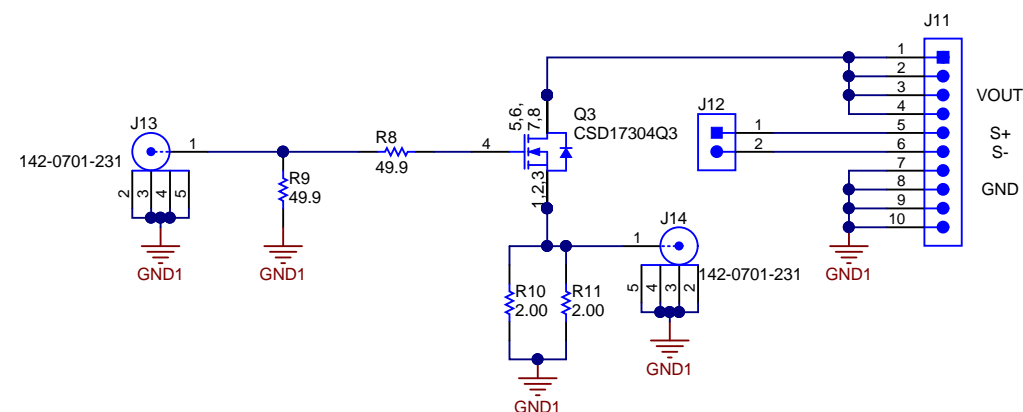 J11
1
2
3
VOUT
4
5
S+
6
S-
7
8
GND
9
10
J12
1
2
Q3
CSD17304Q3
5,6,
7,8
4
1,2,3
J13
142-0701-231
1
2
3
4
5
GND1
R8
49.9
R9
49.9
GND1
J14
1
142-0701-231
5
4
3
2
GND1
R10
2.00
R11
2.00
GND1
GND1